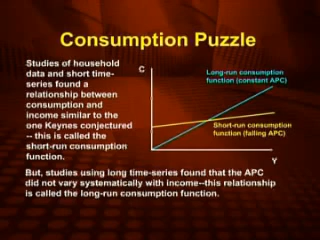 Consumption Puzzle
Studies of household
data and short time-
series found a
relationship between
consumption and
income similar to the
one Keynes conjectured
-- this is called the
short-run consumption
function.
C
Long-run consumption
function (constant APC)
Short-run consumption
function (falling APC)
Y
But, studies using long time-series found that the APC
did not vary systematically with income--this relationship
is called the long-run consumption function.